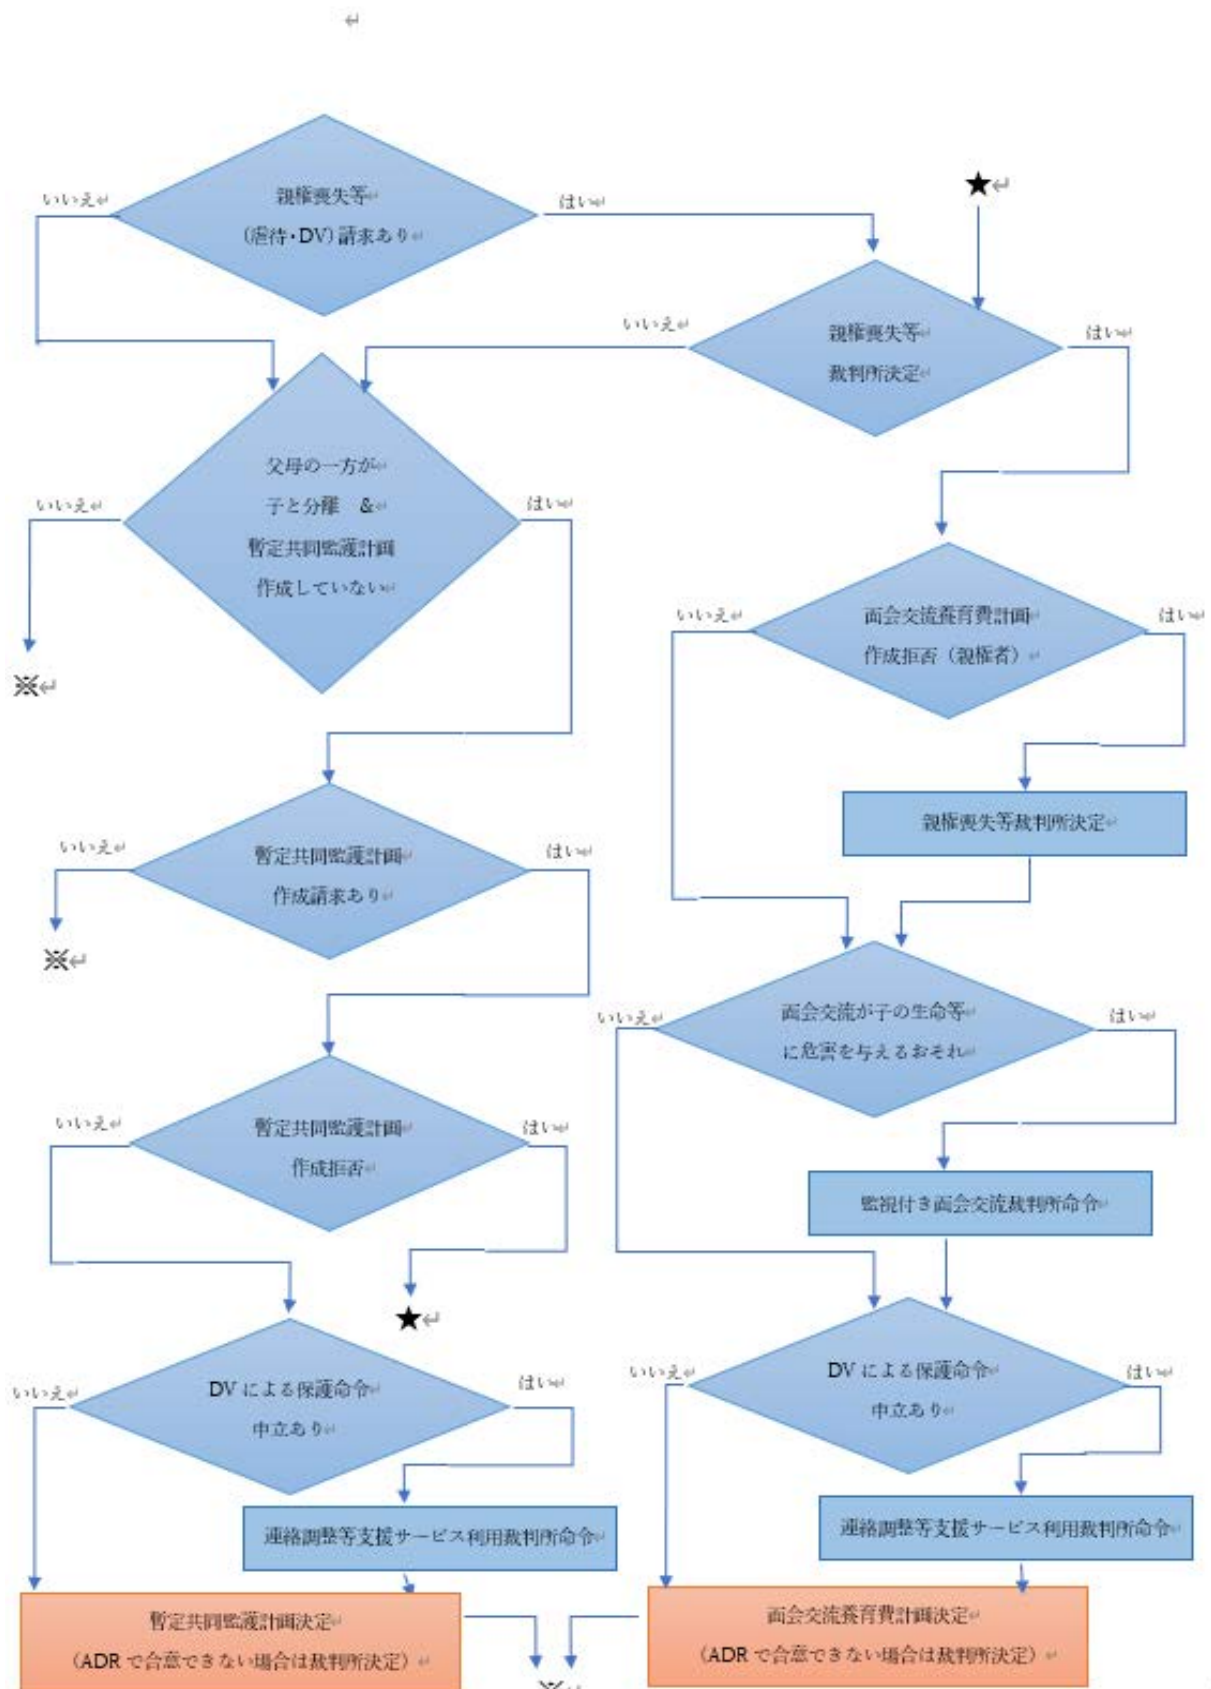 親権喪失等
（虐待・DV）請求あり
いいえ
はい
★
親権喪失等
裁判所決定
いいえ
はい
父母の一方が
子と分離　&
暫定共同監護計画
作成していない
いいえ
はい
※
面会交流養育費計画
作成拒否（親権者）
いいえ
はい
親権喪失等裁判所決定
暫定共同監護計画
作成請求あり
いいえ
はい
※
面会交流が子の生命等
に危害を与えるおそれ
いいえ
はい
暫定共同監護計画
作成拒否
いいえ
はい
★
監視付き面会交流裁判所命令
DVによる保護命令
申立あり
いいえ
はい
DVによる保護命令
申立あり
いいえ
はい
連絡調整等支援サービス利用裁判所命令
連絡調整等支援サービス利用裁判所命令
暫定共同監護計画決定
（ADRで合意できない場合は裁判所決定）
面会交流養育費計画決定
（ADRで合意できない場合は裁判所決定）
※